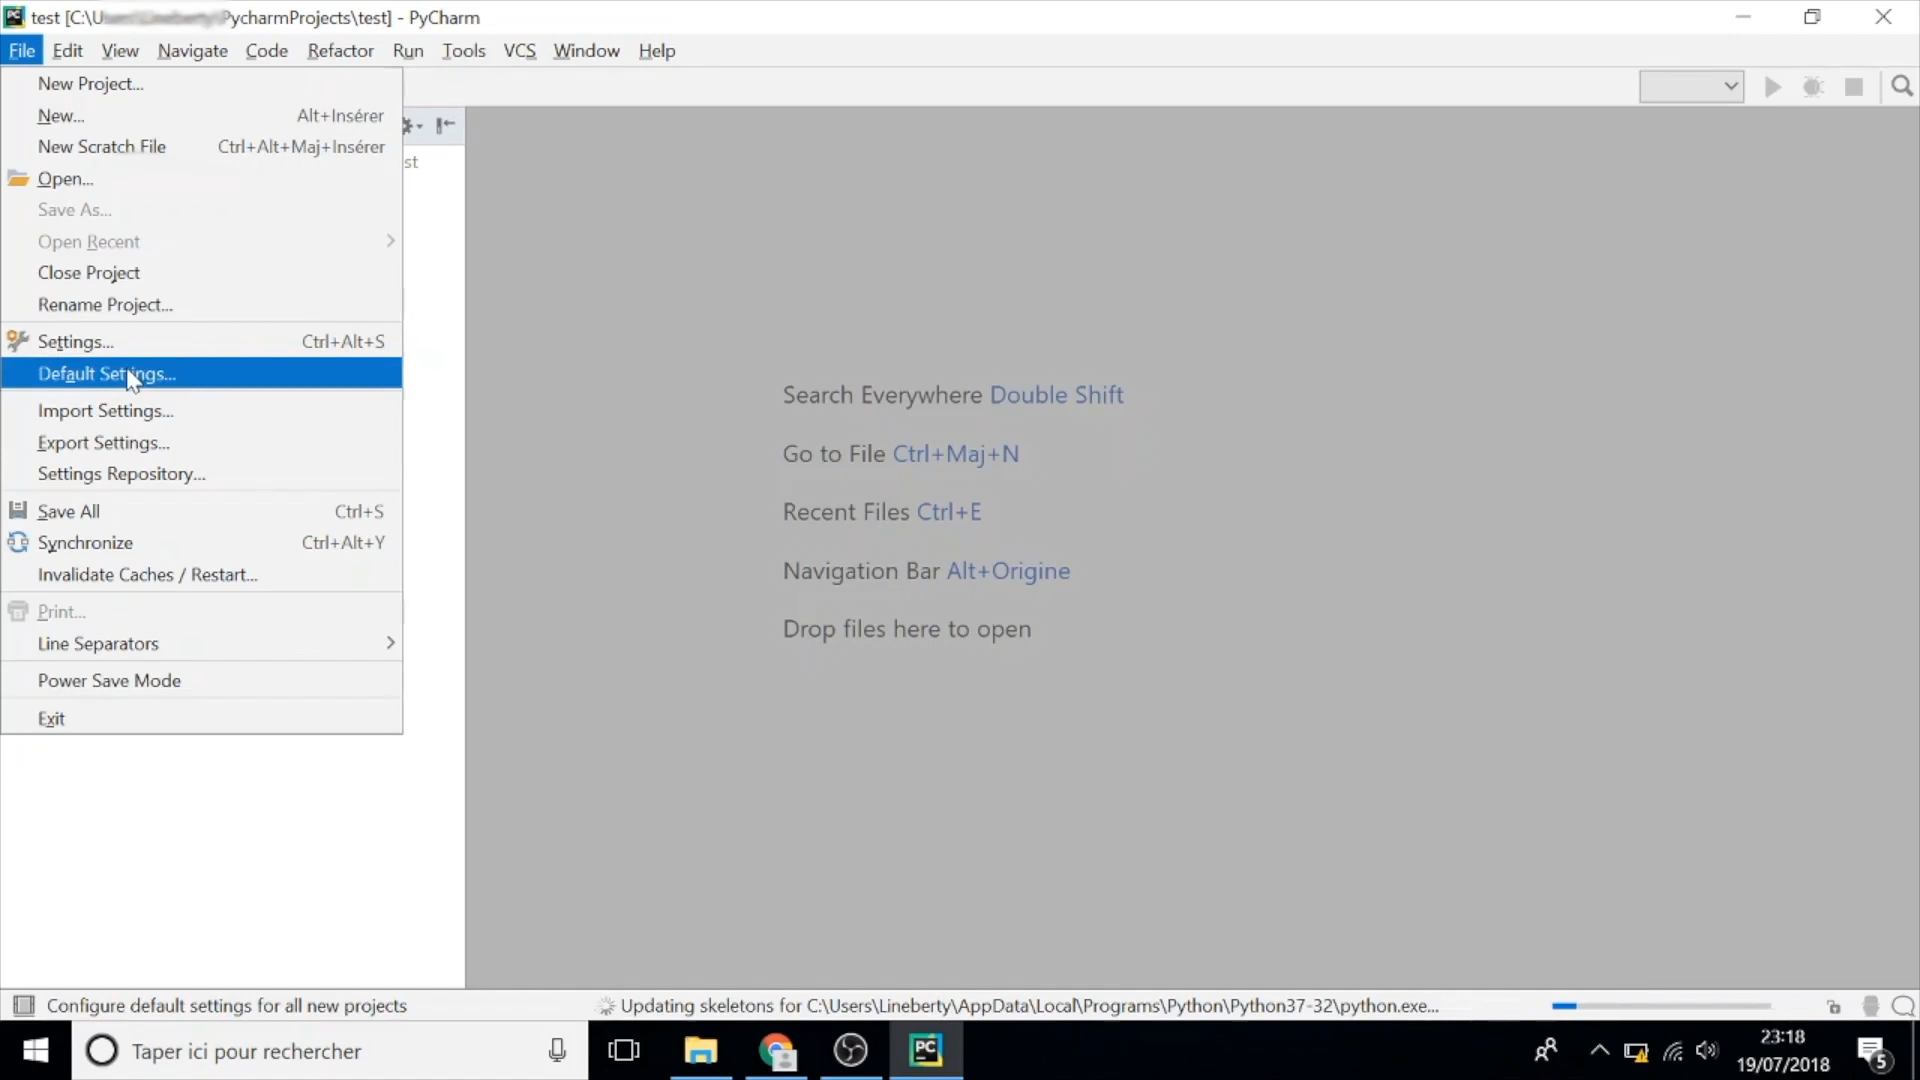 test [C:\U PycharmProjects\test] - PyCharm
File Edit View Navigate Code Refactor Run Tools VCS Window Help
New Project...
New... Alt+Insérer
New Scratch File Ctrl+Alt+Maj+Insérer
st
Open...
Save As...
Open Recent
Close Project
Rename Project...
Settings... Ctrl+Alt+S
Default Settings...
Import Settings...
Export Settings...
Settings Repository...
Save All Ctrl+S
Synchronize Ctrl+Alt+Y
Invalidate Caches / Restart...
Print...
Line Separators
Power Save Mode
Exit
Search Everywhere Double Shift
Go to File Ctrl+Maj+N
Recent Files Ctrl+E
Navigation Bar Alt+Origine
Drop files here to open
Configure default settings for all new projects
Updating skeletons for C:\Users\Lineberty\AppData\Local\Programs\Python\Python37-32\python.exe...
Taper ici pour rechercher
PC
23:18
19/07/2018
5